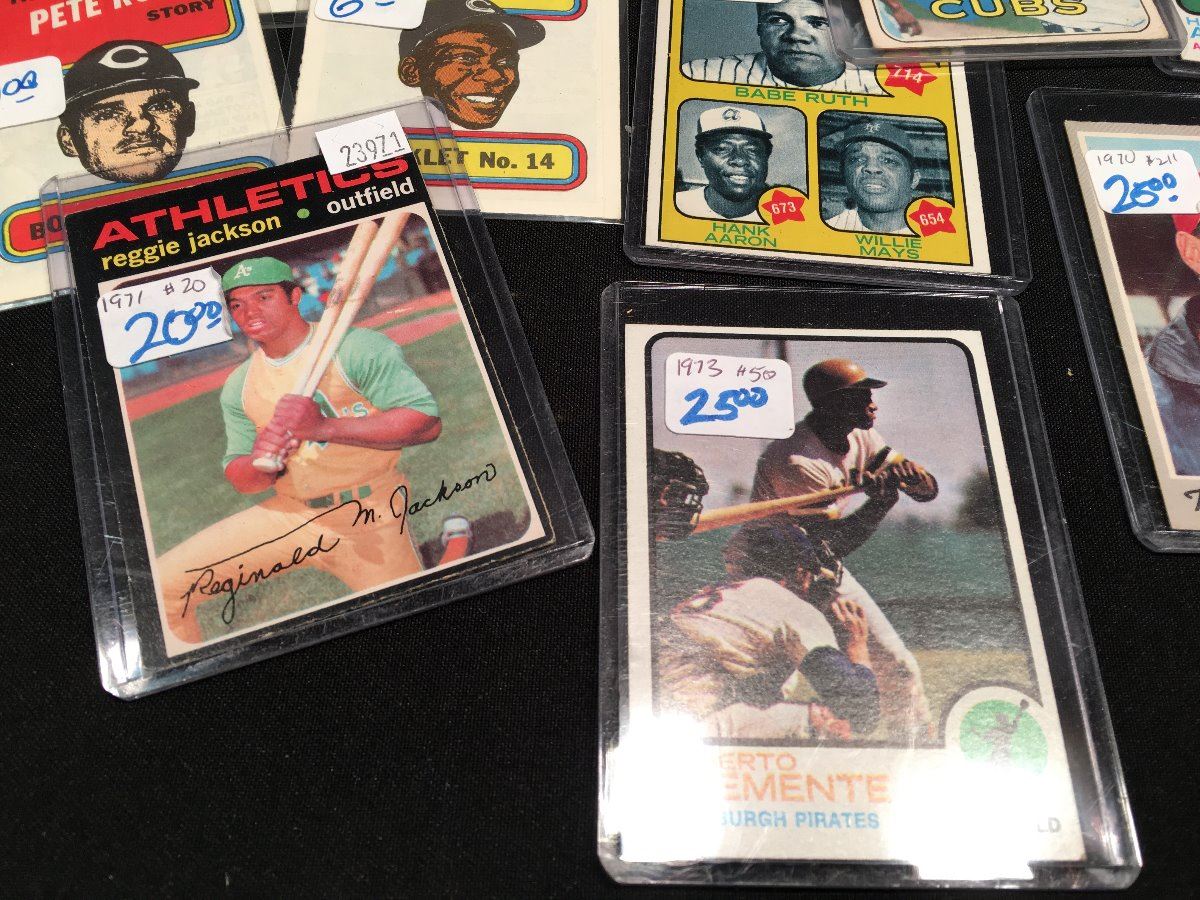 PETE
STORY
C
6.
C
KLET No. 14
BABE RUTH
714
HANK
AARON
673
WILLIE
MAYS
654
CUBS
1970 #211
25.00
23971
ATHLETICS
reggie jackson • outfield
1971 #20
20.00
A's
Reginald M. Jackson
1973 #50
25.00
ERTO
EMENTE
BURGH PIRATES
LD